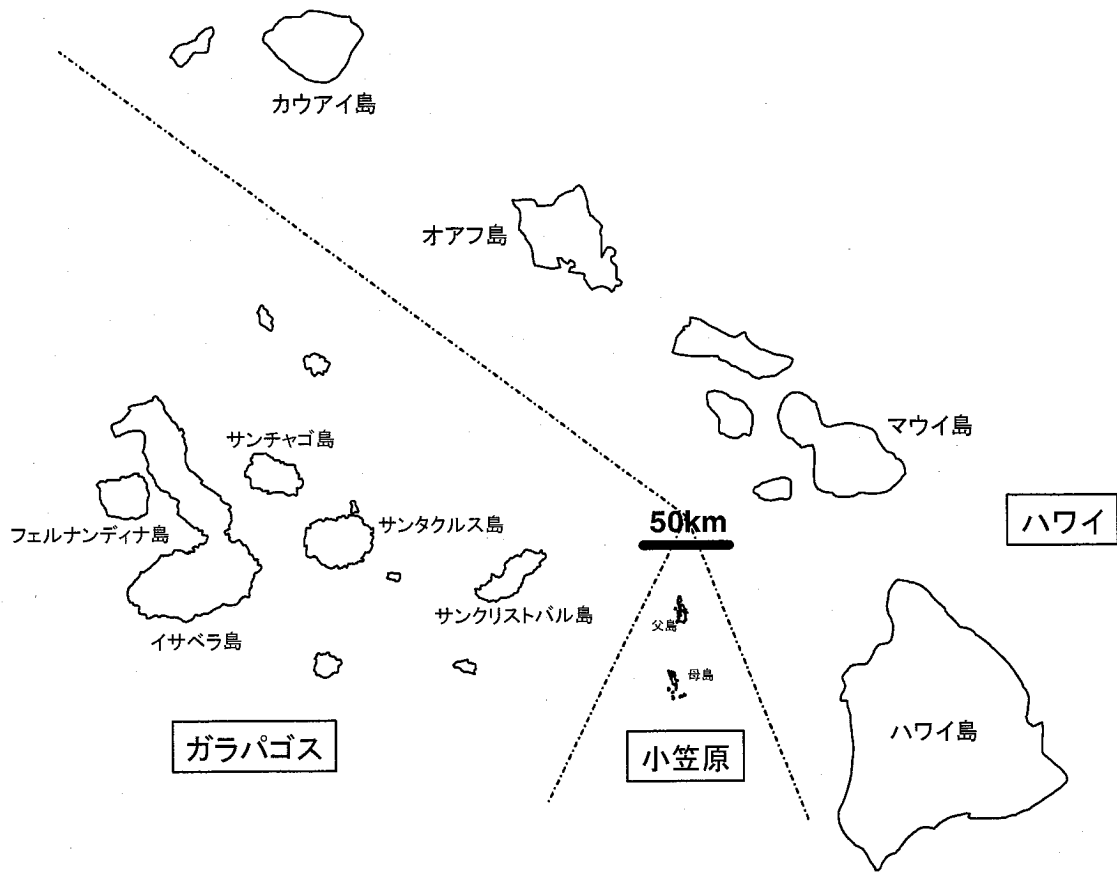 カウアイ島
オアフ島
マウイ島
サンチャゴ島
フェルナンディナ島
サンタクルス島
50km
ハワイ
サンクリストバル島
イサベラ島
父島
母島
ガラパゴス
小笠原
ハワイ島